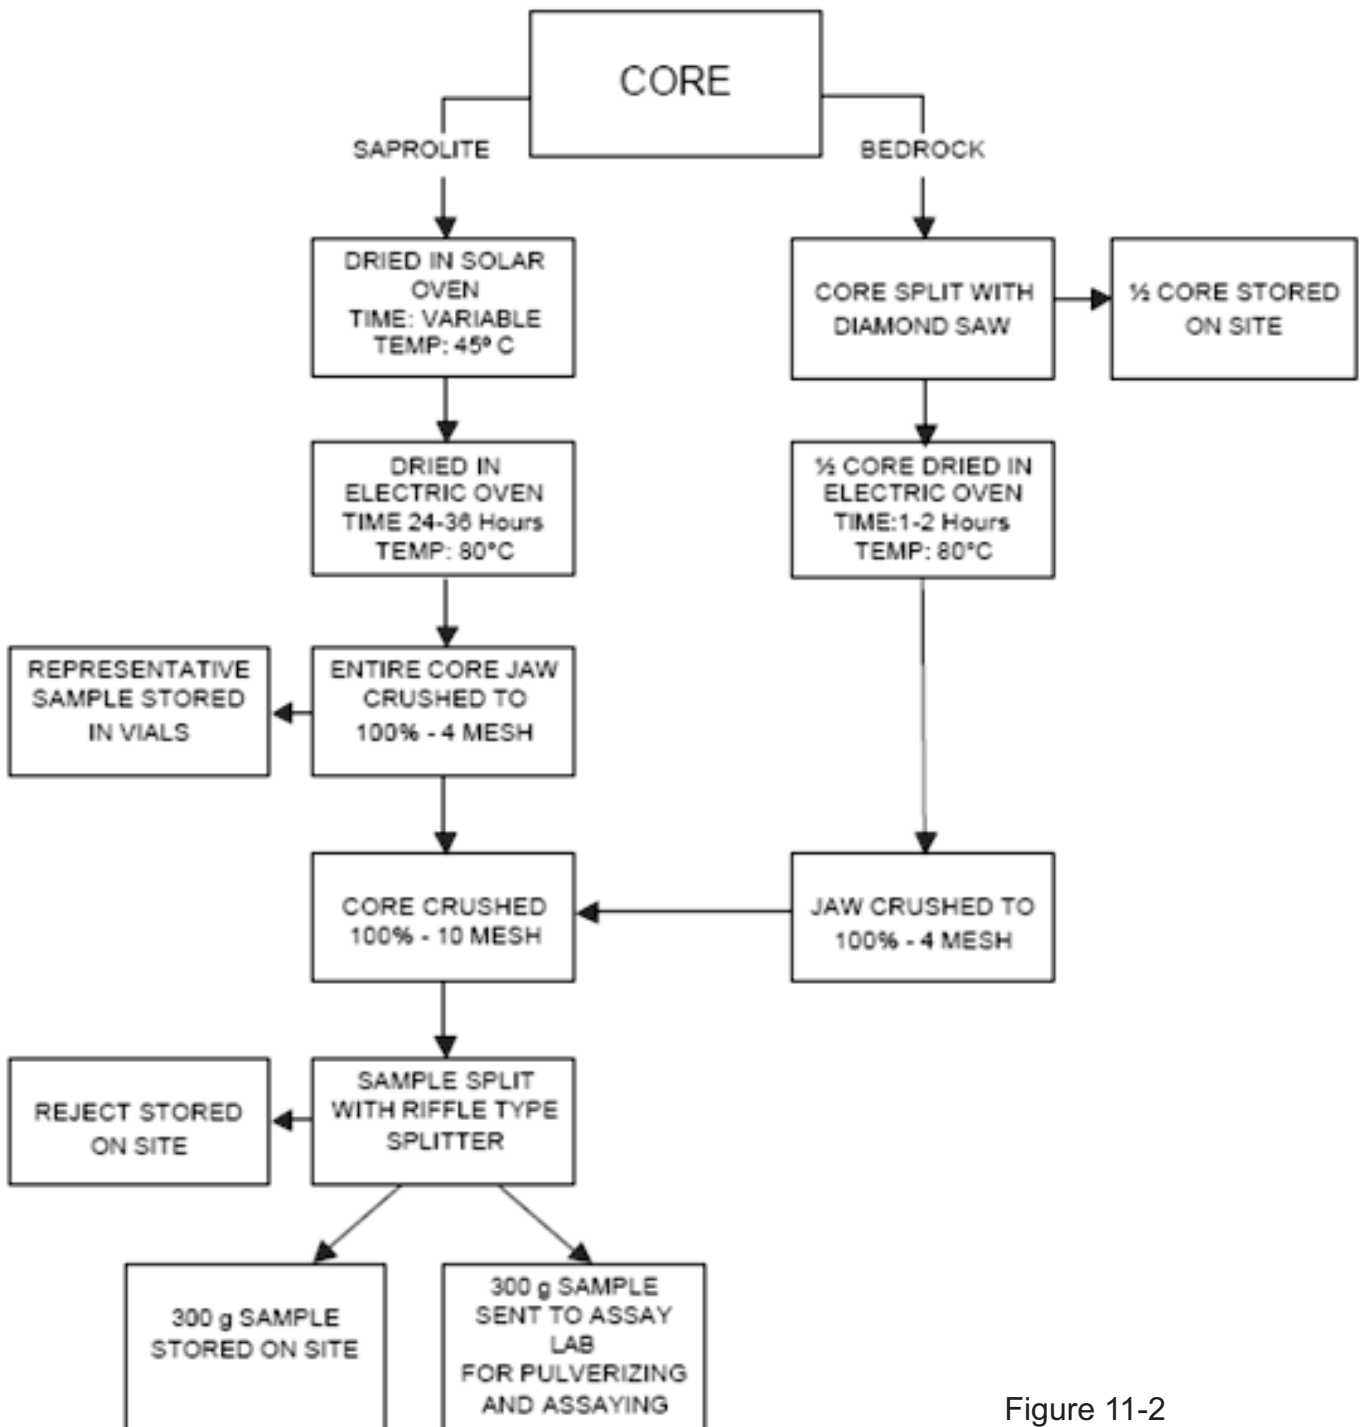 CORE
SAPROLITE
BEDROCK
DRIED IN SOLAR
OVEN
TIME: VARIABLE
TEMP: 45º C
CORE SPLIT WITH
DIAMOND SAW
½ CORE STORED
ON SITE
DRIED IN
ELECTRIC OVEN
TIME 24-36 Hours
TEMP: 80°C
½ CORE DRIED IN
ELECTRIC OVEN
TIME:1-2 Hours
TEMP: 80°C
REPRESENTATIVE
SAMPLE STORED
IN VIALS
ENTIRE CORE JAW
CRUSHED TO
100% - 4 MESH
CORE CRUSHED
100% - 10 MESH
JAW CRUSHED TO
100% - 4 MESH
REJECT STORED
ON SITE
SAMPLE SPLIT
WITH RIFFLE TYPE
SPLITTER
300 g SAMPLE
STORED ON SITE
300 g SAMPLE
SENT TO ASSAY
LAB
FOR PULVERIZING
AND ASSAYING
Figure 11-2